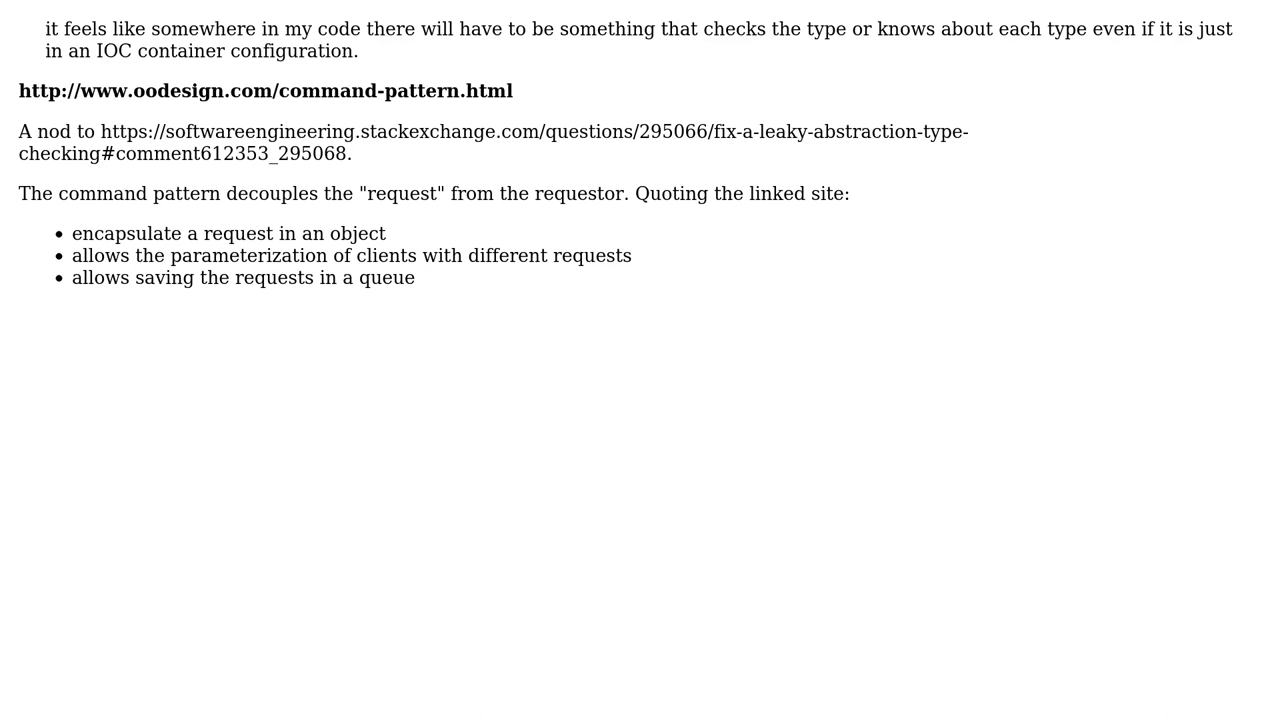 it feels like somewhere in my code there will have to be something that checks the type or knows about each type even if it is just
in an IOC container configuration.
http://www.oodesign.com/command-pattern.html
A nod to https://softwareengineering.stackexchange.com/questions/295066/fix-a-leaky-abstraction-type-
checking#comment612353_295068.
The command pattern decouples the "request" from the requestor. Quoting the linked site:
• encapsulate a request in an object
• allows the parameterization of clients with different requests
• allows saving the requests in a queue